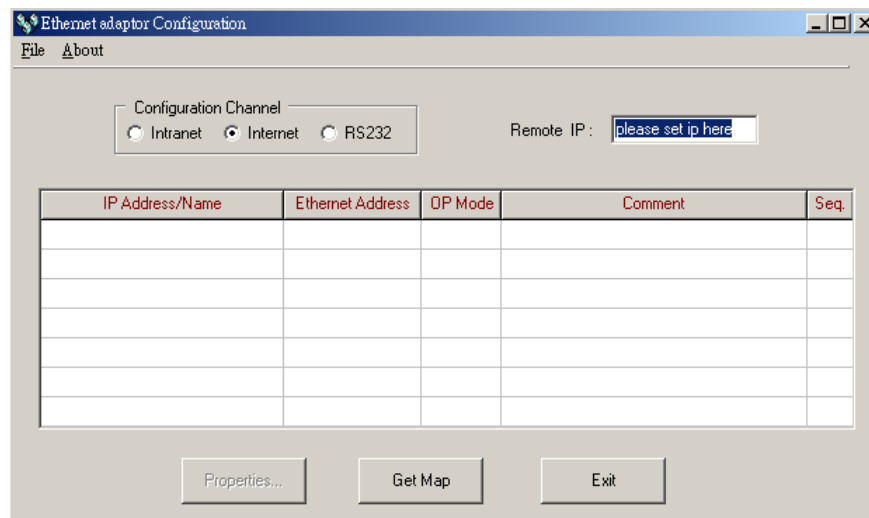 Ethernet adaptor Configuration
File About
Configuration Channel
Intranet Internet RS232
Remote IP : please set ip here
IP Address/Name Ethernet Address OP Mode Comment Seq.
Properties... Get Map Exit